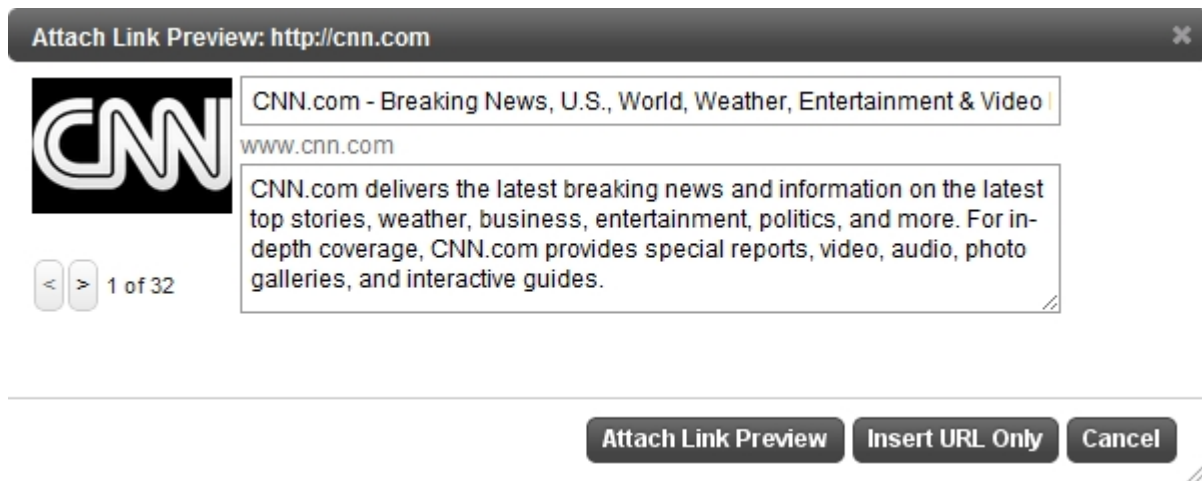 Attach Link Preview: http://cnn.com
CNN
CNN.com - Breaking News, U.S., World, Weather, Entertainment & Video
www.cnn.com
CNN.com delivers the latest breaking news and information on the latest
top stories, weather, business, entertainment, politics, and more. For in-
depth coverage, CNN.com provides special reports, video, audio, photo
galleries, and interactive guides.
< > 1 of 32
Attach Link Preview Insert URL Only Cancel